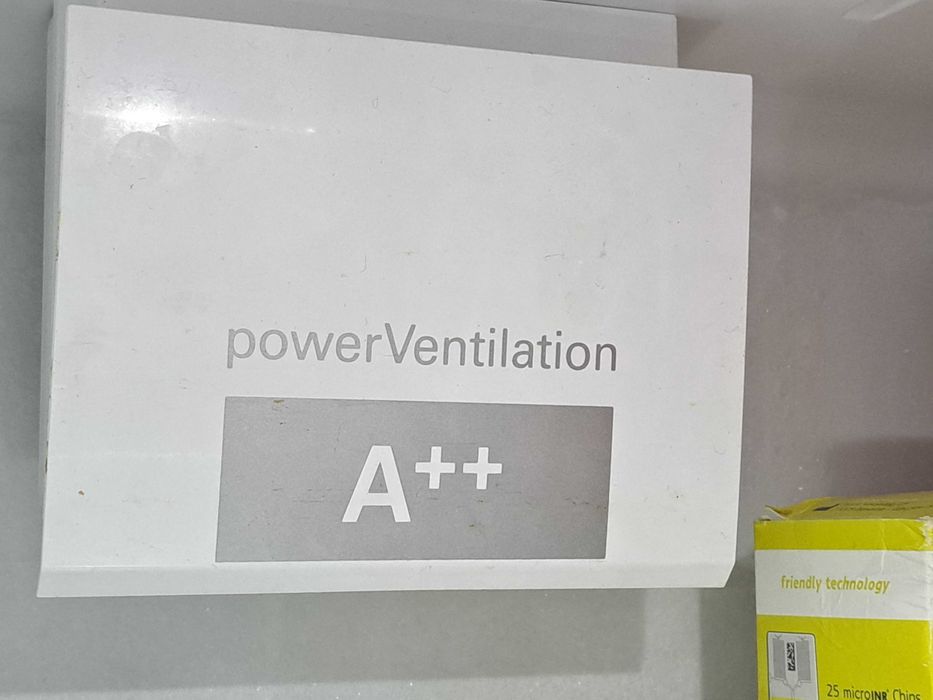 powerVentilation
A++
friendly technology
25 microINR® Chips